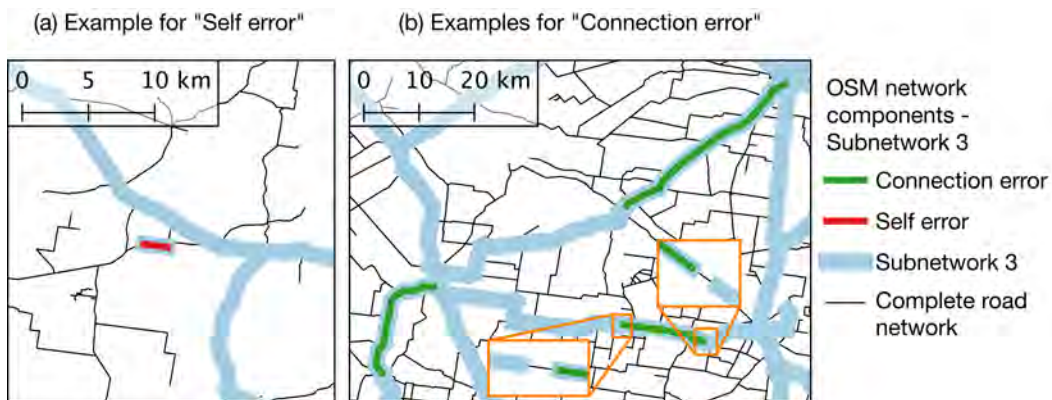 (a) Example for "Self error"
(b) Examples for "Connection error"
0 5 10 km
0 10 20 km
OSM network
components -
Subnetwork 3
Connection error
Self error
Subnetwork 3
Complete road
network